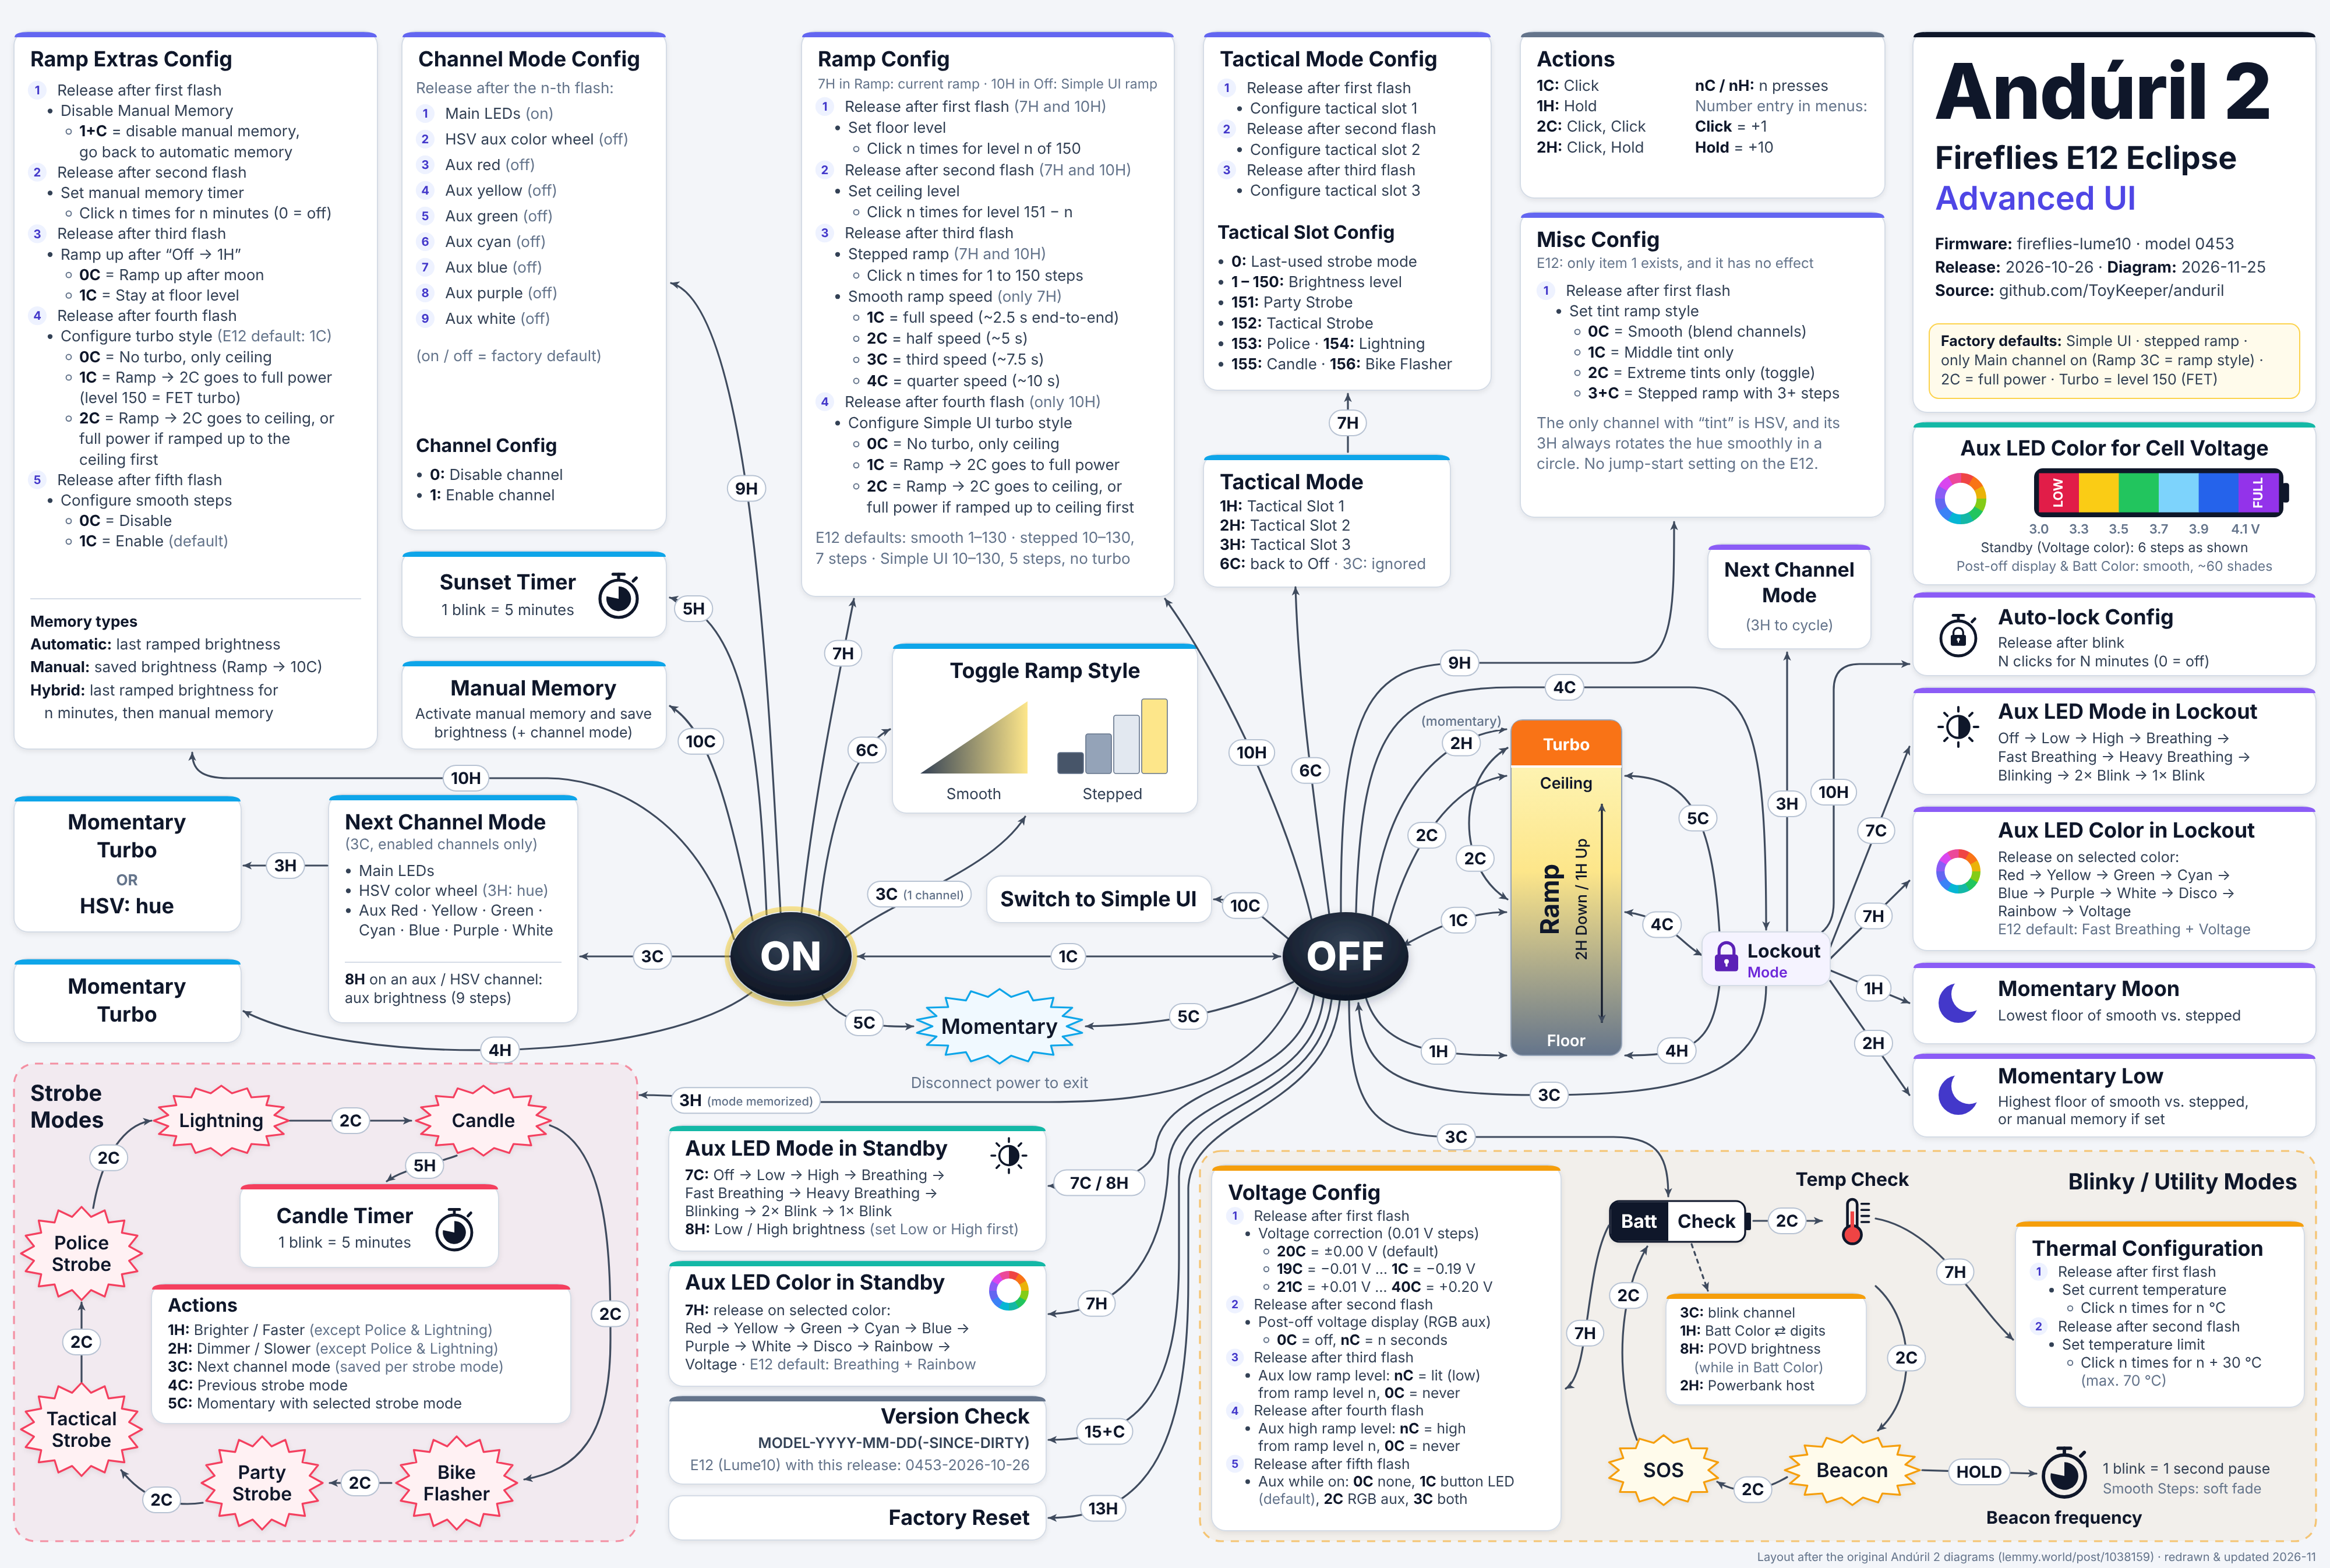 Ramp Extras Config
1 Release after first flash
• Disable Manual Memory
1+C = disable manual memory,
go back to automatic memory
2 Release after second flash
• Set manual memory timer
Click n times for n minutes (0 = off)
3 Release after third flash
• Ramp up after “Off → 1H”
0C = Ramp up after moon
1C = Stay at floor level
4 Release after fourth flash
• Configure turbo style (E12 default: 1C)
0C = No turbo, only ceiling
1C = Ramp → 2C goes to full power
(level 150 = FET turbo)
2C = Ramp → 2C goes to ceiling, or
full power if ramped up to the
ceiling first
5 Release after fifth flash
• Configure smooth steps
0C = Disable
1C = Enable (default)
Memory types
Automatic: last ramped brightness
Manual: saved brightness (Ramp → 10C)
Hybrid: last ramped brightness for
n minutes, then manual memory
Channel Mode Config
Release after the n-th flash:
1 Main LEDs (on)
2 HSV aux color wheel (off)
3 Aux red (off)
4 Aux yellow (off)
5 Aux green (off)
6 Aux cyan (off)
7 Aux blue (off)
8 Aux purple (off)
9 Aux white (off)
(on / off = factory default)
Channel Config
• 0: Disable channel
• 1: Enable channel
Sunset Timer
1 blink = 5 minutes
Manual Memory
Activate manual memory and save
brightness (+ channel mode)
9H
5H
10C
10H
7H
6C
Ramp Config
7H in Ramp: current ramp · 10H in Off: Simple UI ramp
1 Release after first flash (7H and 10H)
• Set floor level
Click n times for level n of 150
2 Release after second flash (7H and 10H)
• Set ceiling level
Click n times for level 151 − n
3 Release after third flash
• Stepped ramp (7H and 10H)
Click n times for 1 to 150 steps
• Smooth ramp speed (only 7H)
1C = full speed (~2.5 s end-to-end)
2C = half speed (~5 s)
3C = third speed (~7.5 s)
4C = quarter speed (~10 s)
4 Release after fourth flash (only 10H)
• Configure Simple UI turbo style
0C = No turbo, only ceiling
1C = Ramp → 2C goes to full power
2C = Ramp → 2C goes to ceiling, or
full power if ramped up to ceiling first
E12 defaults: smooth 1–130 · stepped 10–130,
7 steps · Simple UI 10–130, 5 steps, no turbo
Toggle Ramp Style
Smooth
Stepped
Tactical Mode Config
1 Release after first flash
• Configure tactical slot 1
2 Release after second flash
• Configure tactical slot 2
3 Release after third flash
• Configure tactical slot 3
Tactical Slot Config
• 0: Last-used strobe mode
• 1 – 150: Brightness level
• 151: Party Strobe
• 152: Tactical Strobe
• 153: Police · 154: Lightning
• 155: Candle · 156: Bike Flasher
7H
Tactical Mode
1H: Tactical Slot 1
2H: Tactical Slot 2
3H: Tactical Slot 3
6C: back to Off · 3C: ignored
10H
6C
Actions
1C: Click
1H: Hold
2C: Click, Click
2H: Click, Hold
nC / nH: n presses
Number entry in menus:
Click = +1
Hold = +10
Misc Config
E12: only item 1 exists, and it has no effect
1 Release after first flash
• Set tint ramp style
0C = Smooth (blend channels)
1C = Middle tint only
2C = Extreme tints only (toggle)
3+C = Stepped ramp with 3+ steps
The only channel with “tint” is HSV, and its
3H always rotates the hue smoothly in a
circle. No jump-start setting on the E12.
Andúril 2
Fireflies E12 Eclipse
Advanced UI
Firmware: fireflies-lume10 · model 0453
Release: 2026-10-26 · Diagram: 2026-11-25
Source: github.com/ToyKeeper/anduril
Factory defaults: Simple UI · stepped ramp ·
only Main channel on (Ramp 3C = ramp style) ·
2C = full power · Turbo = level 150 (FET)
Aux LED Color for Cell Voltage
LOW
FULL
3.0 3.3 3.5 3.7 3.9 4.1 V
Standby (Voltage color): 6 steps as shown
Post-off display & Batt Color: smooth, ~60 shades
Next Channel
Mode
(3H to cycle)
Auto-lock Config
Release after blink
N clicks for N minutes (0 = off)
Aux LED Mode in Lockout
Off → Low → High → Breathing →
Fast Breathing → Heavy Breathing →
Blinking → 2× Blink → 1× Blink
Aux LED Color in Lockout
Release on selected color:
Red → Yellow → Green → Cyan →
Blue → Purple → White → Disco →
Rainbow → Voltage
E12 default: Fast Breathing + Voltage
Momentary Moon
Lowest floor of smooth vs. stepped
Momentary Low
Highest floor of smooth vs. stepped,
or manual memory if set
9H
4C
(momentary)
2H
2C
2C
1C
1H
Turbo
Ceiling
Ramp
2H Down / 1H Up
Floor
5C
4C
4H
3C
3H
10H
7C
7H
1H
2H
Lockout
Mode
Momentary
Turbo
OR
HSV: hue
3H
Next Channel Mode
(3C, enabled channels only)
• Main LEDs
• HSV color wheel (3H: hue)
• Aux Red · Yellow · Green ·
Cyan · Blue · Purple · White
8H on an aux / HSV channel:
aux brightness (9 steps)
Momentary
Turbo
4H
3C
ON
3C (1 channel)
Switch to Simple UI
10C
1C
OFF
5C
Momentary
5C
Disconnect power to exit
3H (mode memorized)
Strobe
Modes
Lightning
2C
Candle
2C
5H
Candle Timer
1 blink = 5 minutes
Police
Strobe
2C
2C
Actions
1H: Brighter / Faster (except Police & Lightning)
2H: Dimmer / Slower (except Police & Lightning)
3C: Next channel mode (saved per strobe mode)
4C: Previous strobe mode
5C: Momentary with selected strobe mode
Tactical
Strobe
2C
Party
Strobe
2C
Bike
Flasher
Aux LED Mode in Standby
7C: Off → Low → High → Breathing →
Fast Breathing → Heavy Breathing →
Blinking → 2× Blink → 1× Blink
8H: Low / High brightness (set Low or High first)
7C / 8H
Aux LED Color in Standby
7H: release on selected color:
Red → Yellow → Green → Cyan → Blue →
Purple → White → Disco → Rainbow →
Voltage · E12 default: Breathing + Rainbow
7H
Version Check
MODEL-YYYY-MM-DD(-SINCE-DIRTY)
E12 (Lume10) with this release: 0453-2026-10-26
15+C
Factory Reset
13H
3C
Voltage Config
1 Release after first flash
• Voltage correction (0.01 V steps)
20C = ±0.00 V (default)
19C = −0.01 V … 1C = −0.19 V
21C = +0.01 V … 40C = +0.20 V
2 Release after second flash
• Post-off voltage display (RGB aux)
0C = off, nC = n seconds
3 Release after third flash
• Aux low ramp level: nC = lit (low)
from ramp level n, 0C = never
4 Release after fourth flash
• Aux high ramp level: nC = high
from ramp level n, 0C = never
5 Release after fifth flash
• Aux while on: 0C none, 1C button LED
(default), 2C RGB aux, 3C both
Batt Check
2C
Temp Check
Blinky / Utility Modes
7H
2C
7H
3C: blink channel
1H: Batt Color ⇄ digits
8H: POVD brightness
(while in Batt Color)
2H: Powerbank host
2C
Thermal Configuration
1 Release after first flash
• Set current temperature
Click n times for n °C
2 Release after second flash
• Set temperature limit
Click n times for n + 30 °C
(max. 70 °C)
SOS
2C
Beacon
HOLD
1 blink = 1 second pause
Smooth Steps: soft fade
Beacon frequency
Layout after the original Andúril 2 diagrams (lemmy.world/post/1038159) · redrawn & updated 2026-11